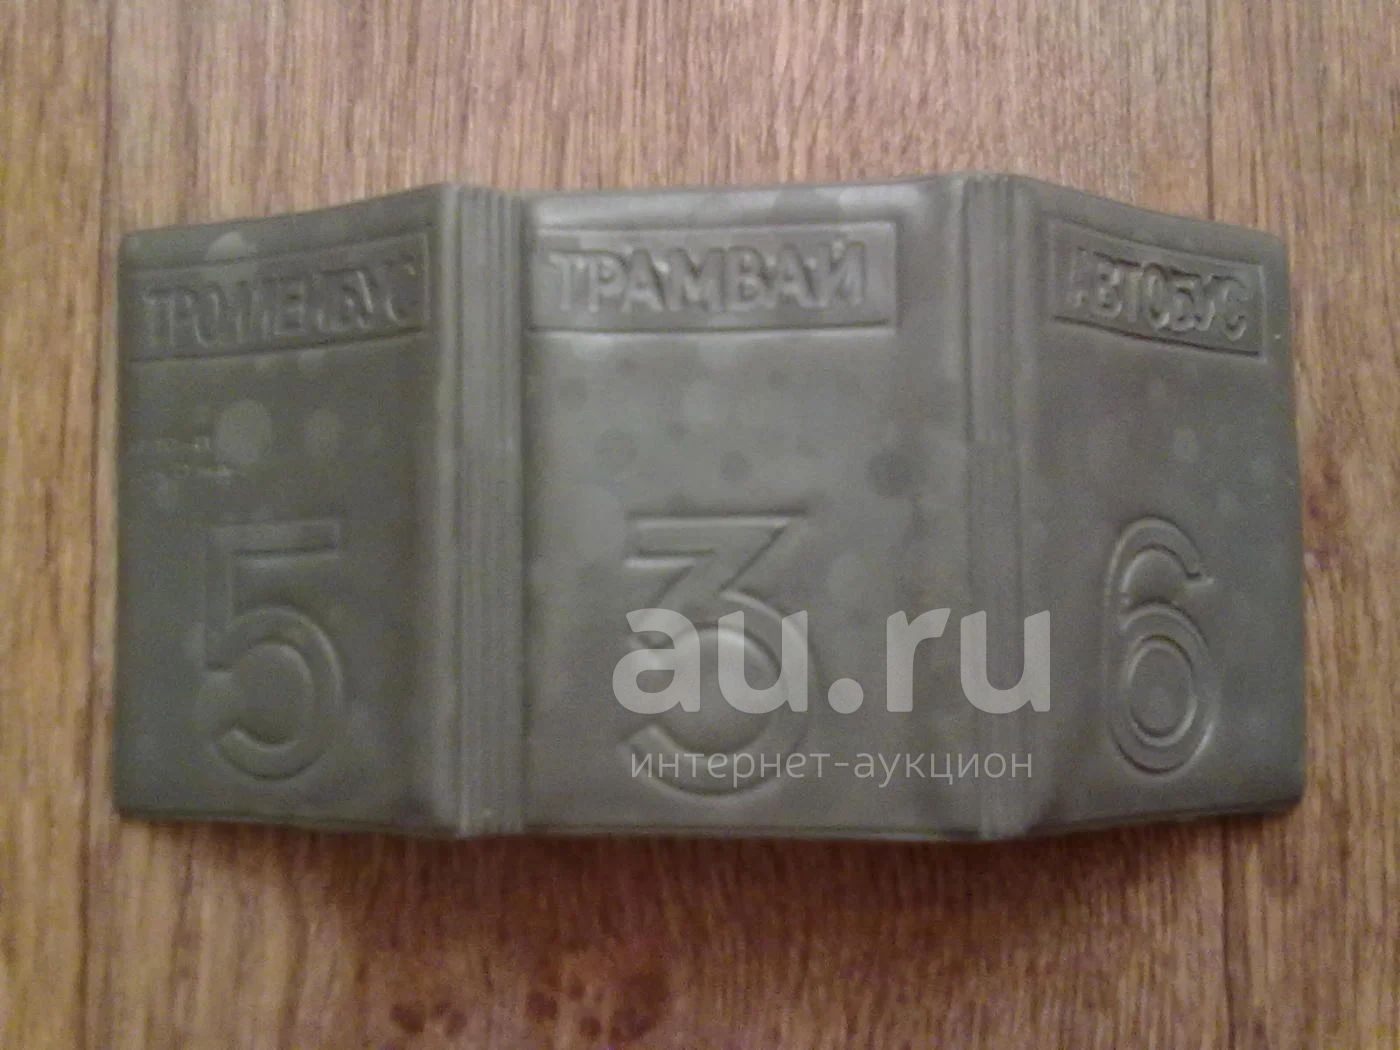 ТРОЛЛЕЙБУС
ТРАМВАЙ
АВТОБУС
5
3
6
au.ru
интернет-аукцион